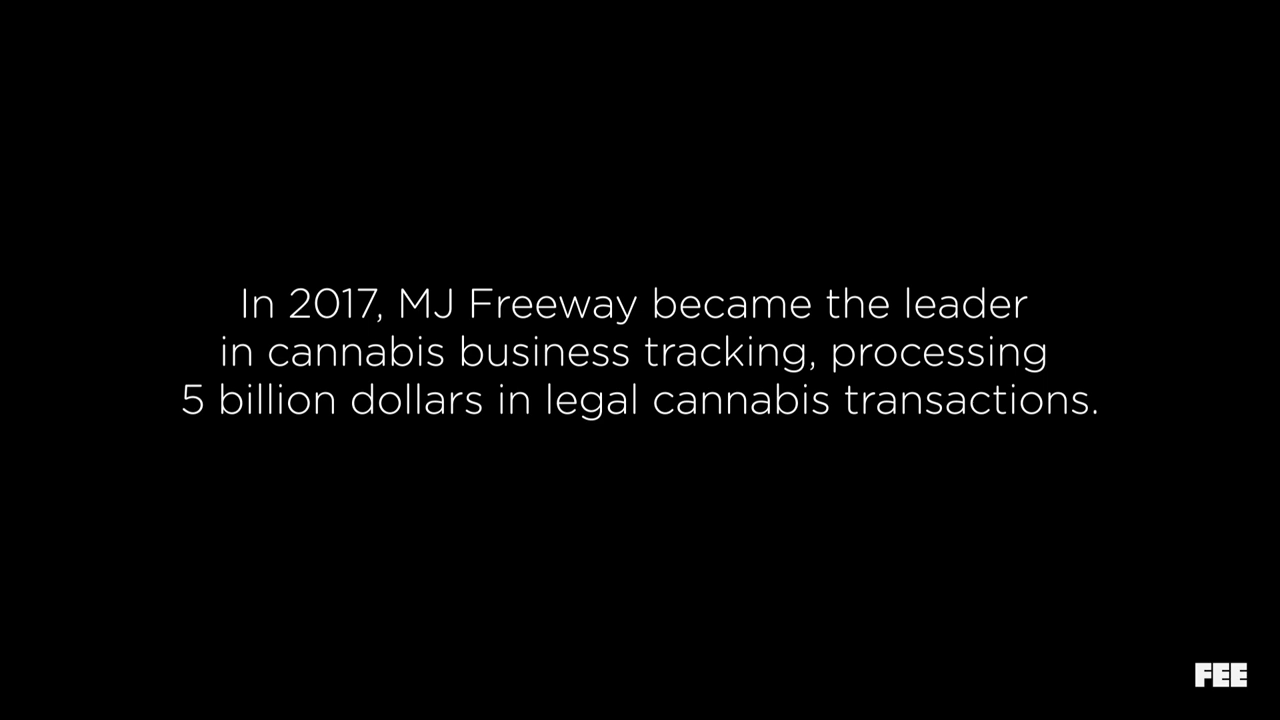 In 2017, MJ Freeway became the leader
in cannabis business tracking, processing
5 billion dollars in legal cannabis transactions.
FEE